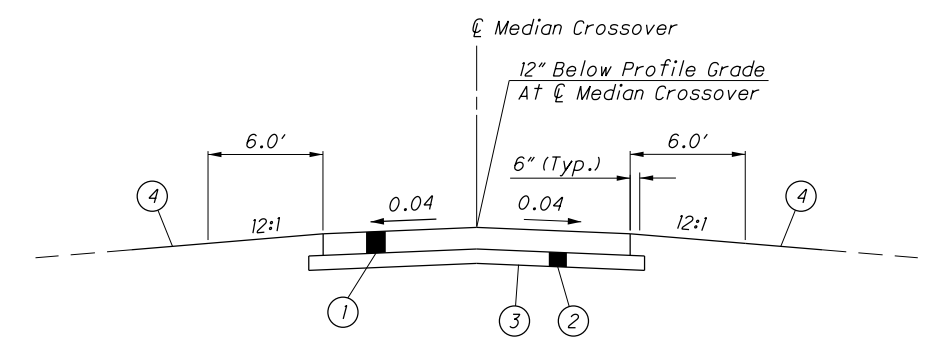 ℄ Median Crossover
12" Below Profile Grade
At ℄ Median Crossover
6.0'
6" (Typ.)
6.0'
4
12:1
0.04
0.04
12:1
4
1
3
2